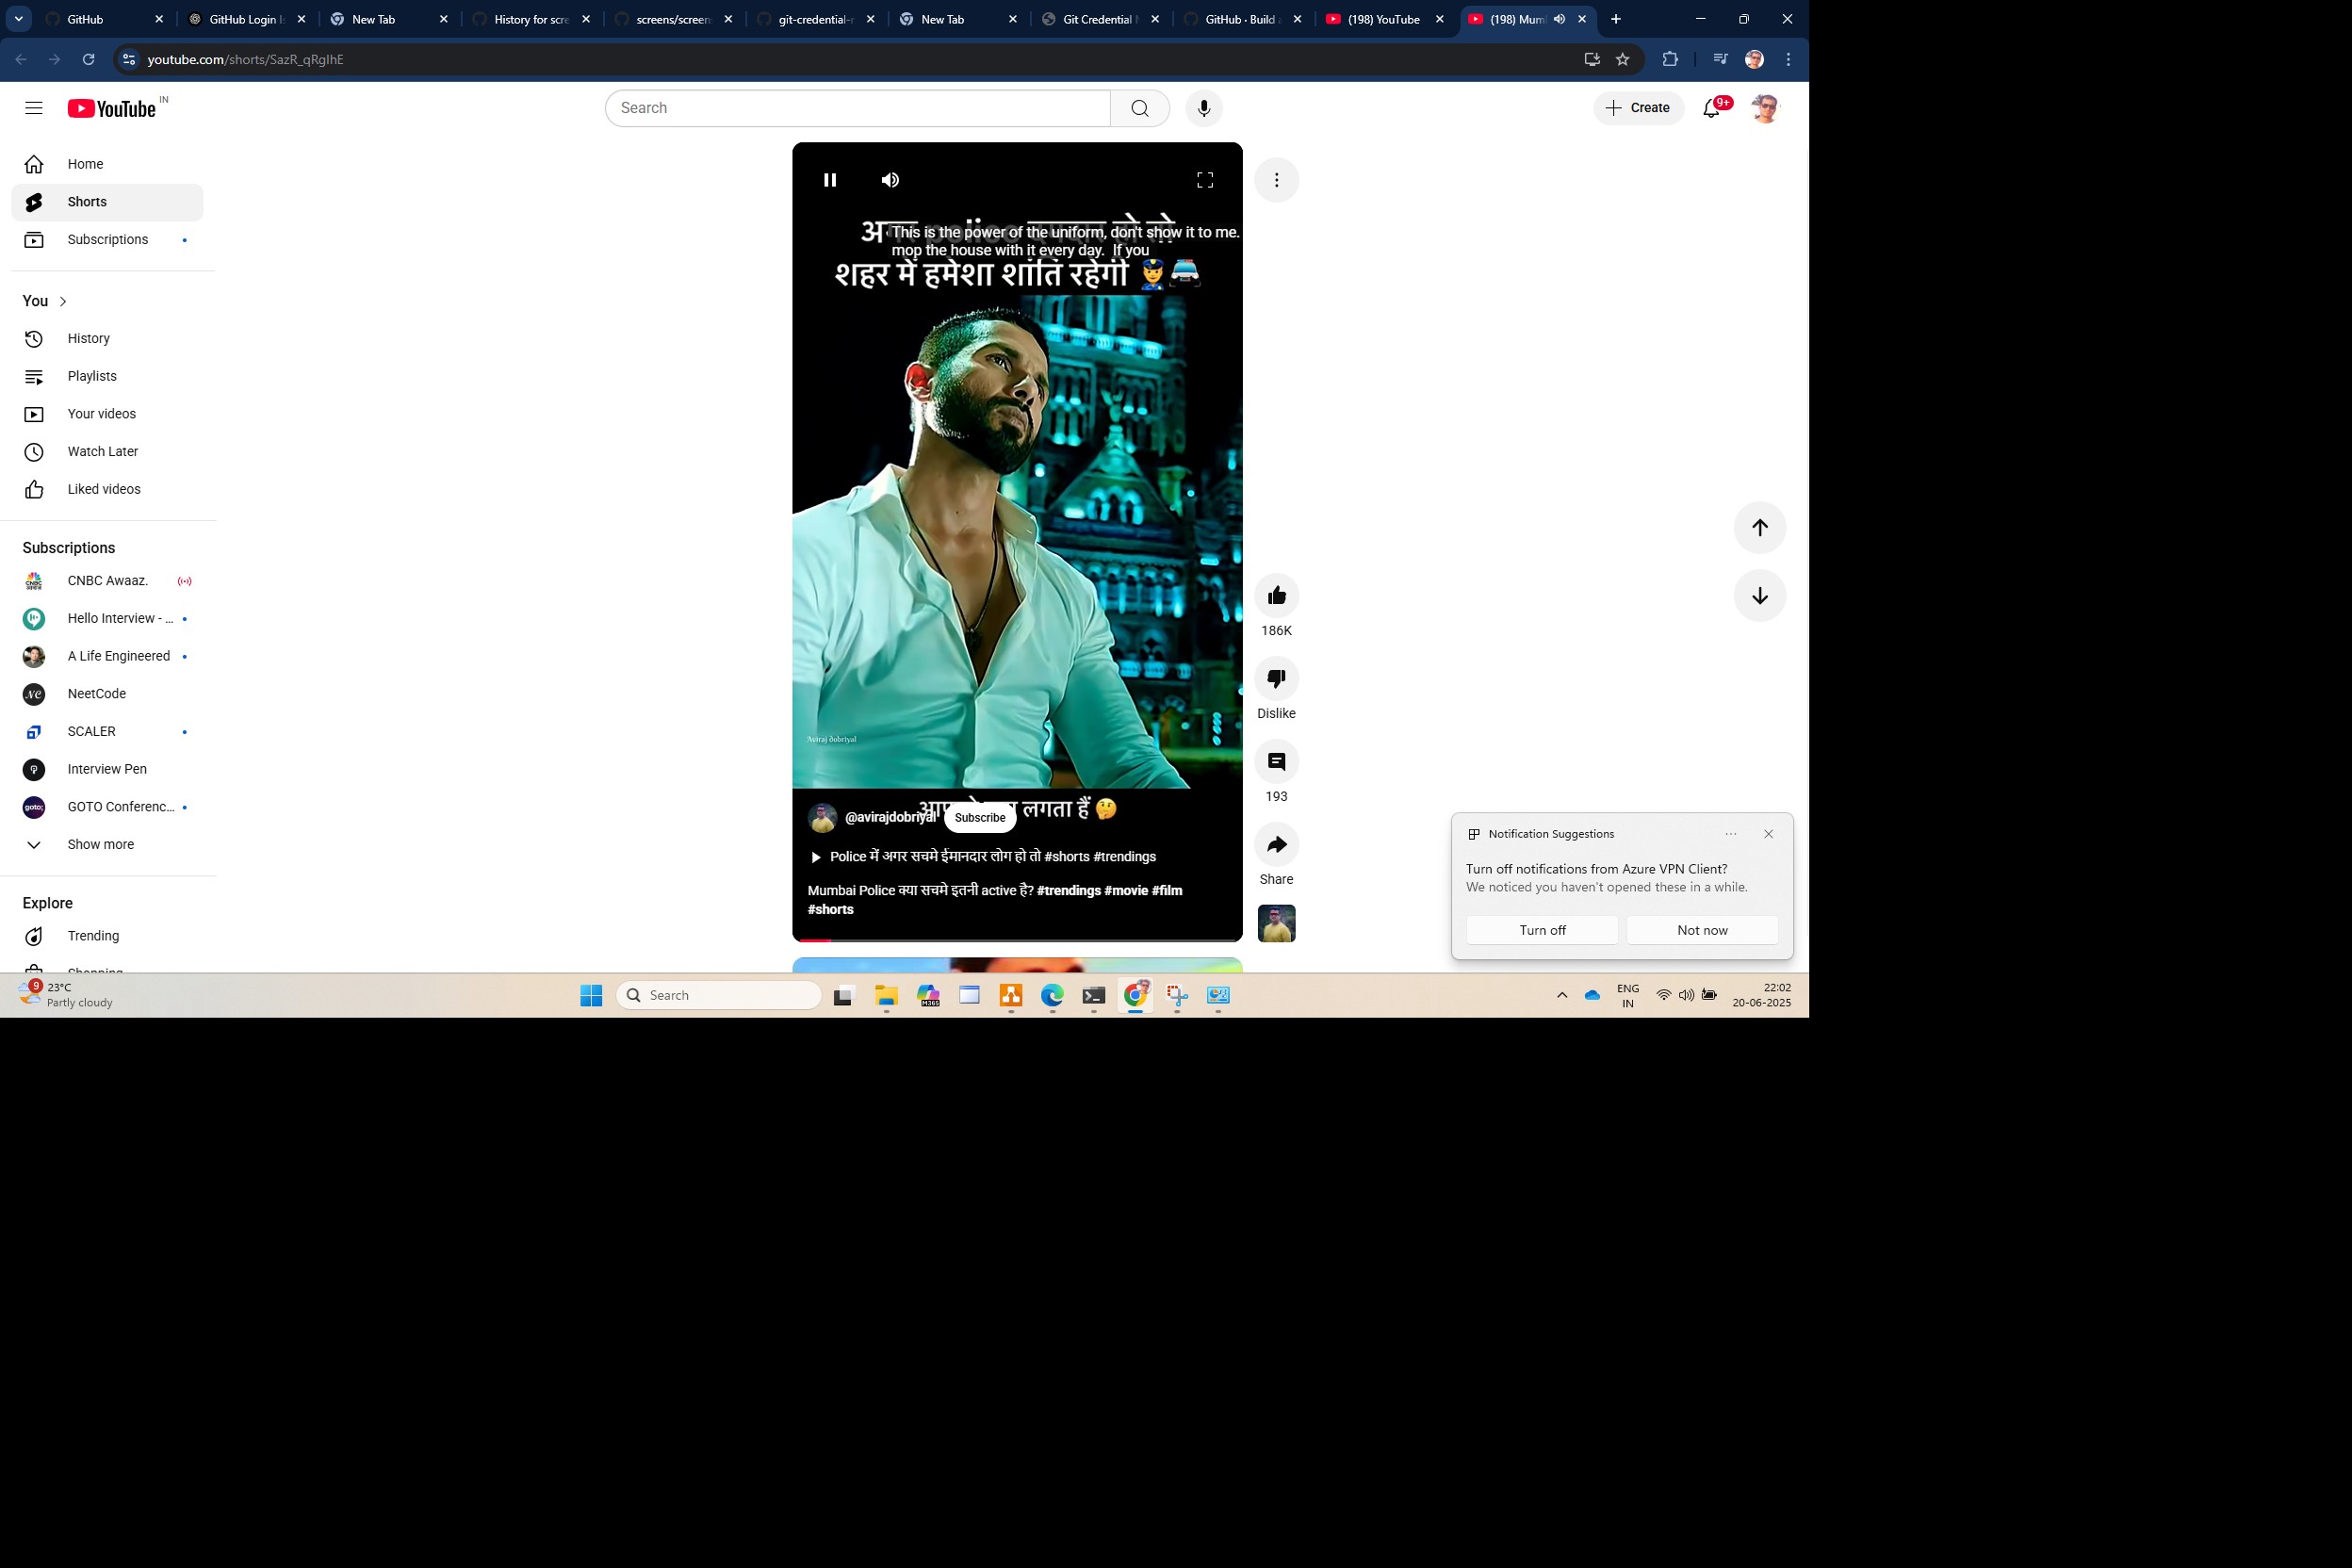 GitHub
GitHub Login
New Tab
History for scre
screens/screen
git-credential-
New Tab
Git Credential
GitHub · Build
(198) YouTube
(198) Mum
youtube.com/shorts/SazR_qRgIhE
YouTube IN
Search
Create
9+
Home
Shorts
Subscriptions
You
History
Playlists
Your videos
Watch Later
Liked videos
Subscriptions
CNBC Awaaz.
Hello Interview - ...
A Life Engineered
NeetCode
SCALER
Interview Pen
GOTO Conferenc...
Show more
Explore
Trending
Shopping
अगर police दमदार हो तो
This is the power of the uniform, don't show it to me.
mop the house with it every day. If you
शहर में हमेशा शांति रहेगी 👮🚔
Aviraj dobriyal
लगता हैं 🤔
@avirajdobriyal
Subscribe
Police में अगर सचमे ईमानदार लोग हो तो #shorts #trendings
Mumbai Police क्या सचमे इतनी active है? #trendings #movie #film
#shorts
186K
Dislike
193
Share
Notification Suggestions
Turn off notifications from Azure VPN Client?
We noticed you haven't opened these in a while.
Turn off
Not now
9
23°C
Partly cloudy
Search
M365
ENG
IN
22:02
20-06-2025